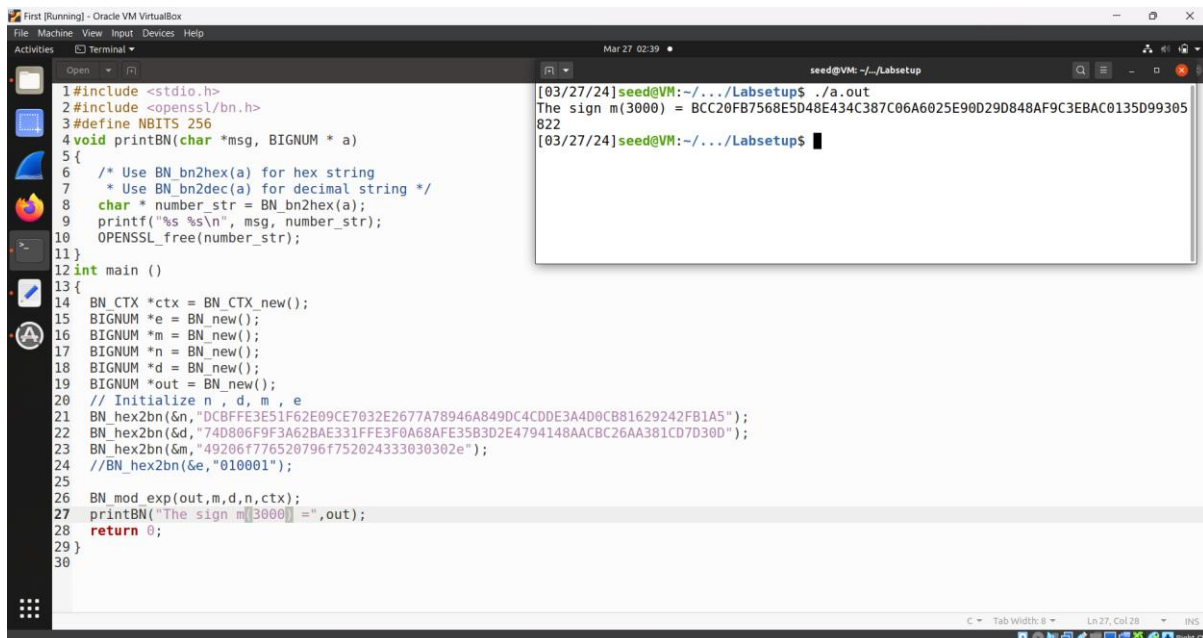 First [Running] - Oracle VM VirtualBox
File Machine View Input Devices Help
Activities Terminal Mar 27 02:39
Open
seed@VM: ~/.../Labsetup
[03/27/24]seed@VM:~/.../Labsetup$ ./a.out
The sign m(3000) = BCC20FB7568E5D48E434C387C06A6025E90D29D848AF9C3EBAC0135D99305
822
[03/27/24]seed@VM:~/.../Labsetup$
1 #include <stdio.h>
2 #include <openssl/bn.h>
3 #define NBITS 256
4 void printBN(char *msg, BIGNUM * a)
5 {
6 /* Use BN_bn2hex(a) for hex string
7 * Use BN_bn2dec(a) for decimal string */
8 char * number_str = BN_bn2hex(a);
9 printf("%s %s\n", msg, number_str);
10 OPENSSL_free(number_str);
11 }
12 int main ()
13 {
14 BN_CTX *ctx = BN_CTX_new();
15 BIGNUM *e = BN_new();
16 BIGNUM *m = BN_new();
17 BIGNUM *n = BN_new();
18 BIGNUM *d = BN_new();
19 BIGNUM *out = BN_new();
20 // Initialize n , d, m , e
21 BN_hex2bn(&n,"DCBFFE3E51F62E09CE7032E2677A78946A849DC4CDDE3A4D0CB81629242FB1A5");
22 BN_hex2bn(&d,"74D806F9F3A62BAE331FFE3F0A68AFE35B3D2E4794148AACBC26AA381CD7D30D");
23 BN_hex2bn(&m,"49206f776520796f752024333030302e");
24 //BN_hex2bn(&e,"010001");
25
26 BN_mod_exp(out,m,d,n,ctx);
27 printBN("The sign m(3000) =",out);
28 return 0;
29 }
30
C Tab Width: 8 Ln 27, Col 28 INS